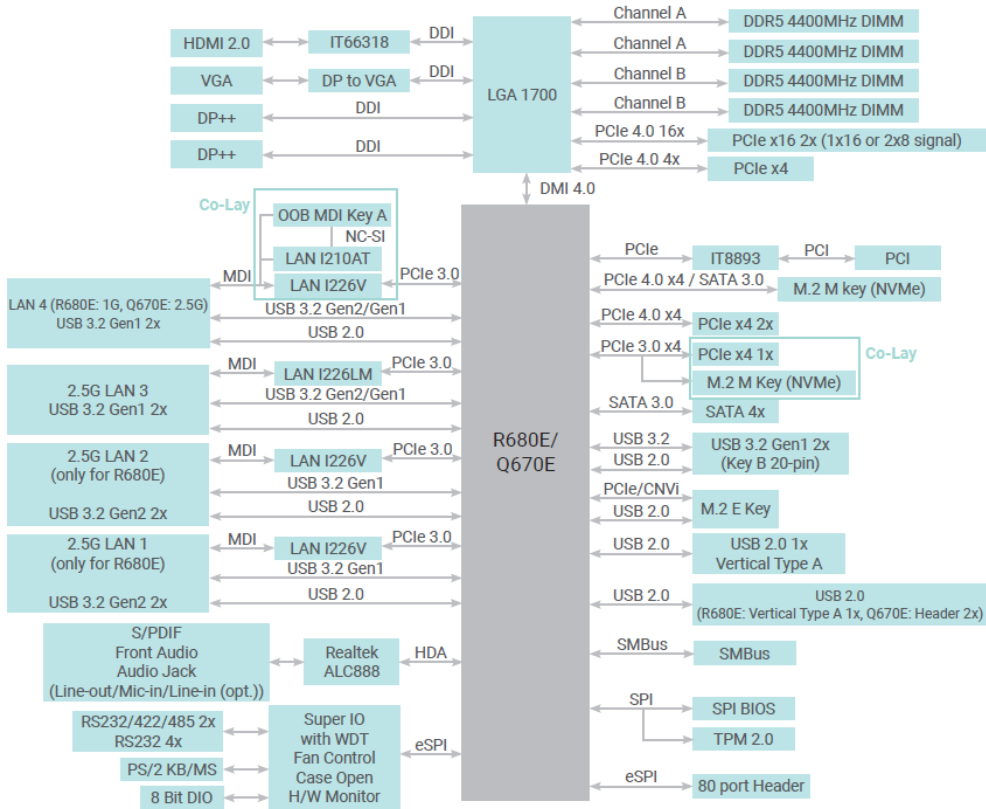 HDMI 2.0
IT66318
DDI
VGA
DP to VGA
DDI
DP++
DDI
DP++
DDI
LGA 1700
Channel A
DDR5 4400MHz DIMM
Channel A
DDR5 4400MHz DIMM
Channel B
DDR5 4400MHz DIMM
Channel B
DDR5 4400MHz DIMM
PCIe 4.0 16x
PCIe x16 2x (1x16 or 2x8 signal)
PCIe 4.0 4x
PCIe x4
DMI 4.0
Co-Lay
OOB MDI Key A
NC-SI
LAN I210AT
MDI
LAN I226V
PCIe 3.0
LAN 4 (R680E: 1G, Q670E: 2.5G)
USB 3.2 Gen1 2x
USB 3.2 Gen2/Gen1
USB 2.0
MDI
LAN I226LM
PCIe 3.0
2.5G LAN 3
USB 3.2 Gen1 2x
USB 3.2 Gen2/Gen1
USB 2.0
2.5G LAN 2
(only for R680E)
USB 3.2 Gen2 2x
MDI
LAN I226V
PCIe 3.0
USB 3.2 Gen1
USB 2.0
2.5G LAN 1
(only for R680E)
USB 3.2 Gen2 2x
MDI
LAN I226V
PCIe 3.0
USB 3.2 Gen1
USB 2.0
S/PDIF
Front Audio
Audio Jack
(Line-out/Mic-in/Line-in (opt.))
Realtek
ALC888
HDA
RS232/422/485 2x
RS232 4x
PS/2 KB/MS
8 Bit DIO
Super IO
with WDT
Fan Control
Case Open
H/W Monitor
eSPI
R680E/
Q670E
PCIe
IT8893
PCI
PCI
PCIe 4.0 x4 / SATA 3.0
M.2 M key (NVMe)
PCIe 4.0 x4
PCIe x4 2x
PCIe 3.0 x4
PCIe x4 1x
Co-Lay
M.2 M Key (NVMe)
SATA 3.0
SATA 4x
USB 3.2
USB 2.0
USB 3.2 Gen1 2x
(Key B 20-pin)
PCIe/CNVi
USB 2.0
M.2 E Key
USB 2.0
USB 2.0 1x
Vertical Type A
USB 2.0
USB 2.0
(R680E: Vertical Type A 1x, Q670E: Header 2x)
SMBus
SMBus
SPI
SPI BIOS
TPM 2.0
eSPI
80 port Header